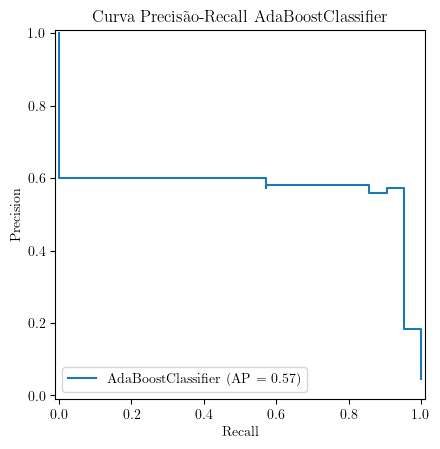 Curva Precisão-Recall AdaBoostClassifier
1.0
0.8
0.6
0.4
0.2
0.0
Precision
AdaBoostClassifier (AP = 0.57)
0.0 0.2 0.4 0.6 0.8 1.0
Recall